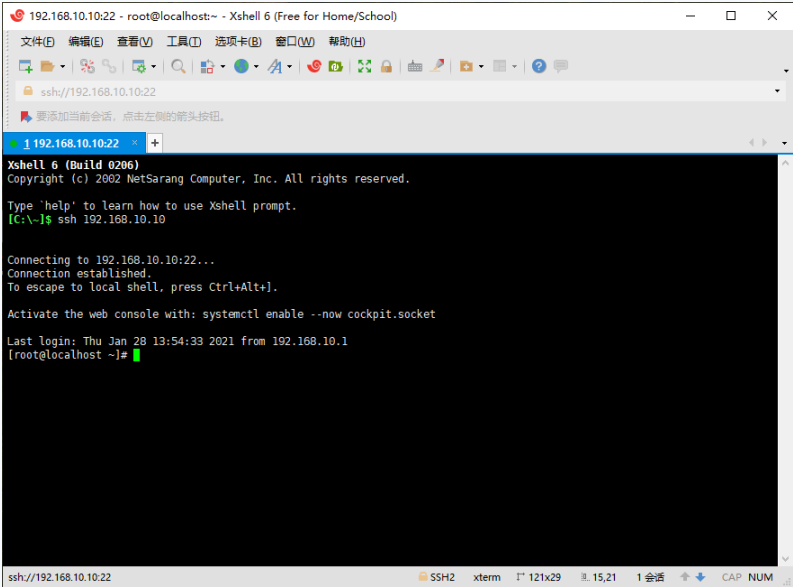 192.168.10.10:22 - root@localhost:~ - Xshell 6 (Free for Home/School)
文件(F) 编辑(E) 查看(V) 工具(T) 选项卡(B) 窗口(W) 帮助(H)
ssh://192.168.10.10:22
要添加当前会话，点击左侧的箭头按钮。
1 192.168.10.10:22 × +
Xshell 6 (Build 0206)
Copyright (c) 2002 NetSarang Computer, Inc. All rights reserved.
Type `help' to learn how to use Xshell prompt.
[C:\~]$ ssh 192.168.10.10
Connecting to 192.168.10.10:22...
Connection established.
To escape to local shell, press Ctrl+Alt+].
Activate the web console with: systemctl enable --now cockpit.socket
Last login: Thu Jan 28 13:54:33 2021 from 192.168.10.1
[root@localhost ~]#
ssh://192.168.10.10:22 SSH2 xterm 121x29 15,21 1 会话 CAP NUM